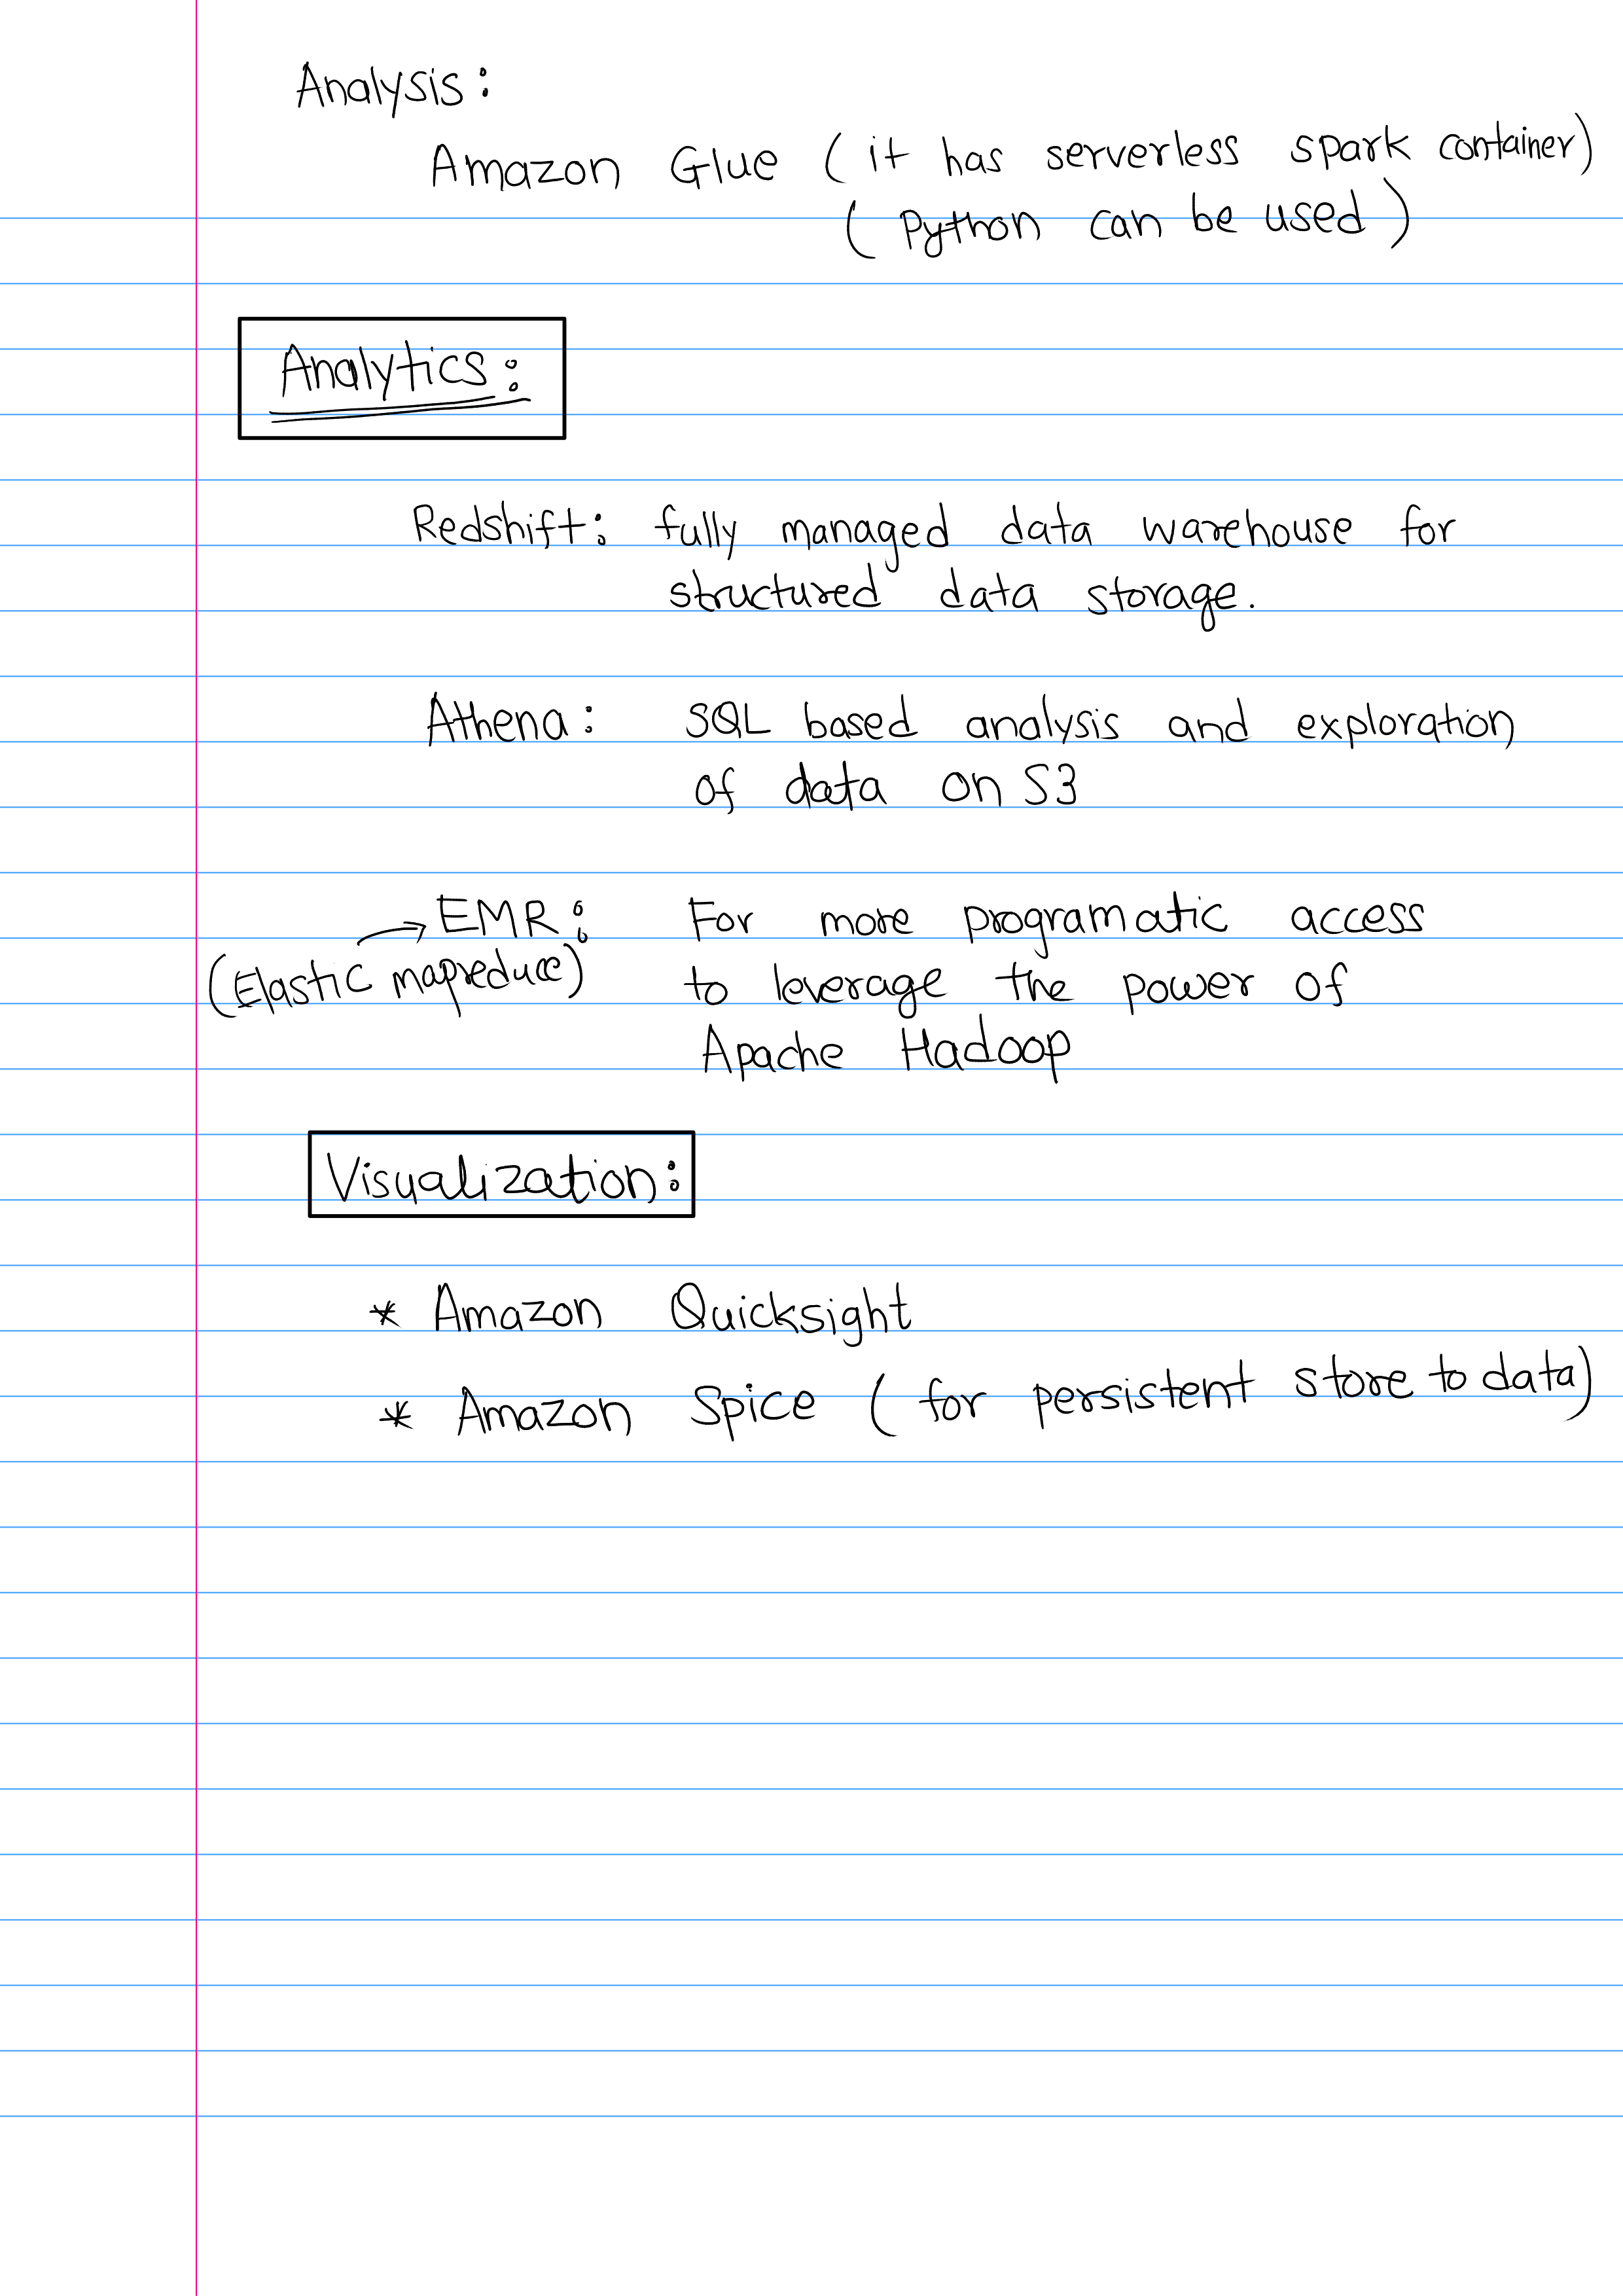 Analysis:
Amazon Glue (it has serverless spark container)
(Python can be used)
Analytics:
Redshift: fully managed data warehouse for
structured data storage.
Athena: SQL based analysis and exploration
of data on S3
EMR: For more programatic access
(Elastic mapreduce) to leverage the power of
Apache Hadoop
Visualization:
* Amazon Quicksight
* Amazon Spice (for persistent store to data)